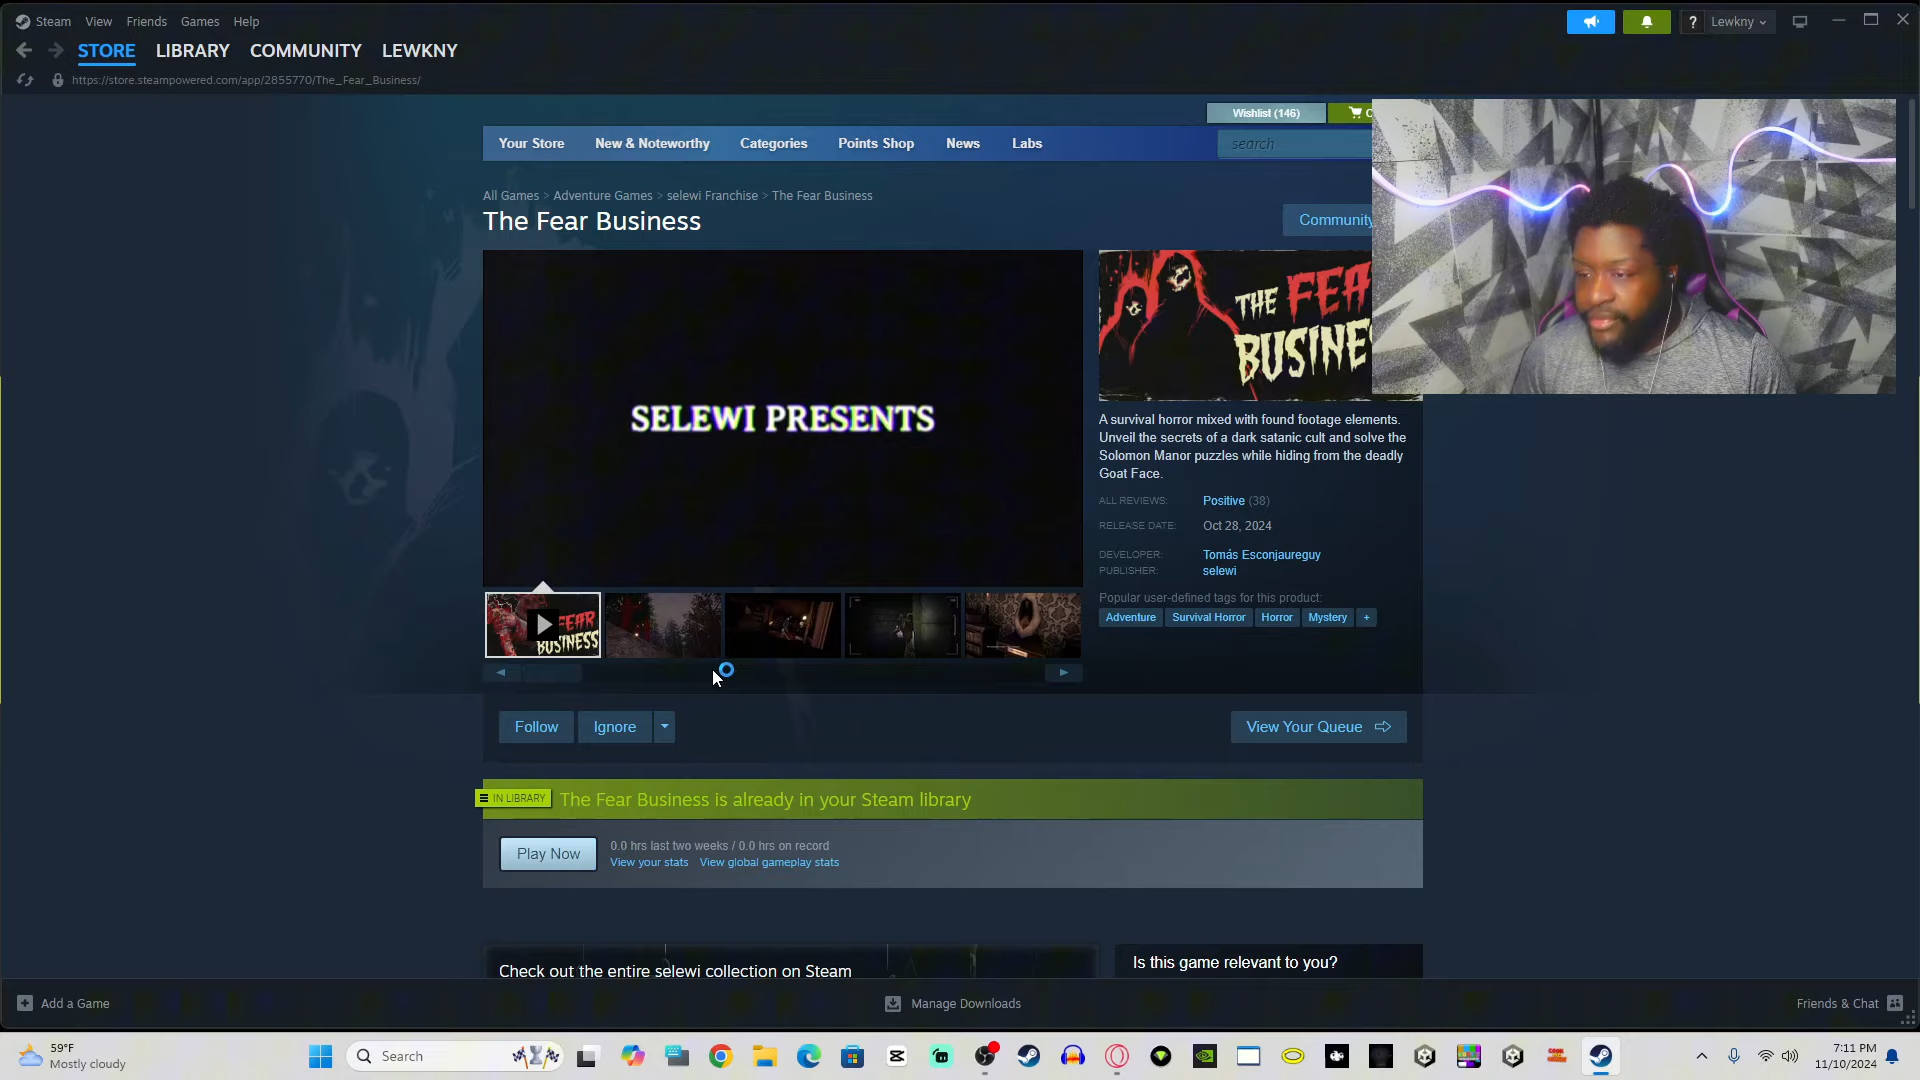 Steam View Friends Games Help
? Lewkny
STORE LIBRARY COMMUNITY LEWKNY
https://store.steampowered.com/app/2855770/The_Fear_Business/
Wishlist (146)
Your Store New & Noteworthy Categories Points Shop News Labs
search
All Games > Adventure Games > selewi Franchise > The Fear Business
The Fear Business
Community
SELEWI PRESENTS
THE FEA
BUSINE
A survival horror mixed with found footage elements.
Unveil the secrets of a dark satanic cult and solve the
Solomon Manor puzzles while hiding from the deadly
Goat Face.
ALL REVIEWS: Positive (38)
RELEASE DATE: Oct 28, 2024
DEVELOPER: Tomás Esconjaureguy
PUBLISHER: selewi
Popular user-defined tags for this product:
Adventure Survival Horror Horror Mystery +
FEAR
BUSINESS
Follow Ignore
View Your Queue
IN LIBRARY
The Fear Business is already in your Steam library
Play Now
0.0 hrs last two weeks / 0.0 hrs on record
View your stats View global gameplay stats
Check out the entire selewi collection on Steam
Is this game relevant to you?
Add a Game
Manage Downloads
Friends & Chat
59°F
Mostly cloudy
Search
7:11 PM
11/10/2024